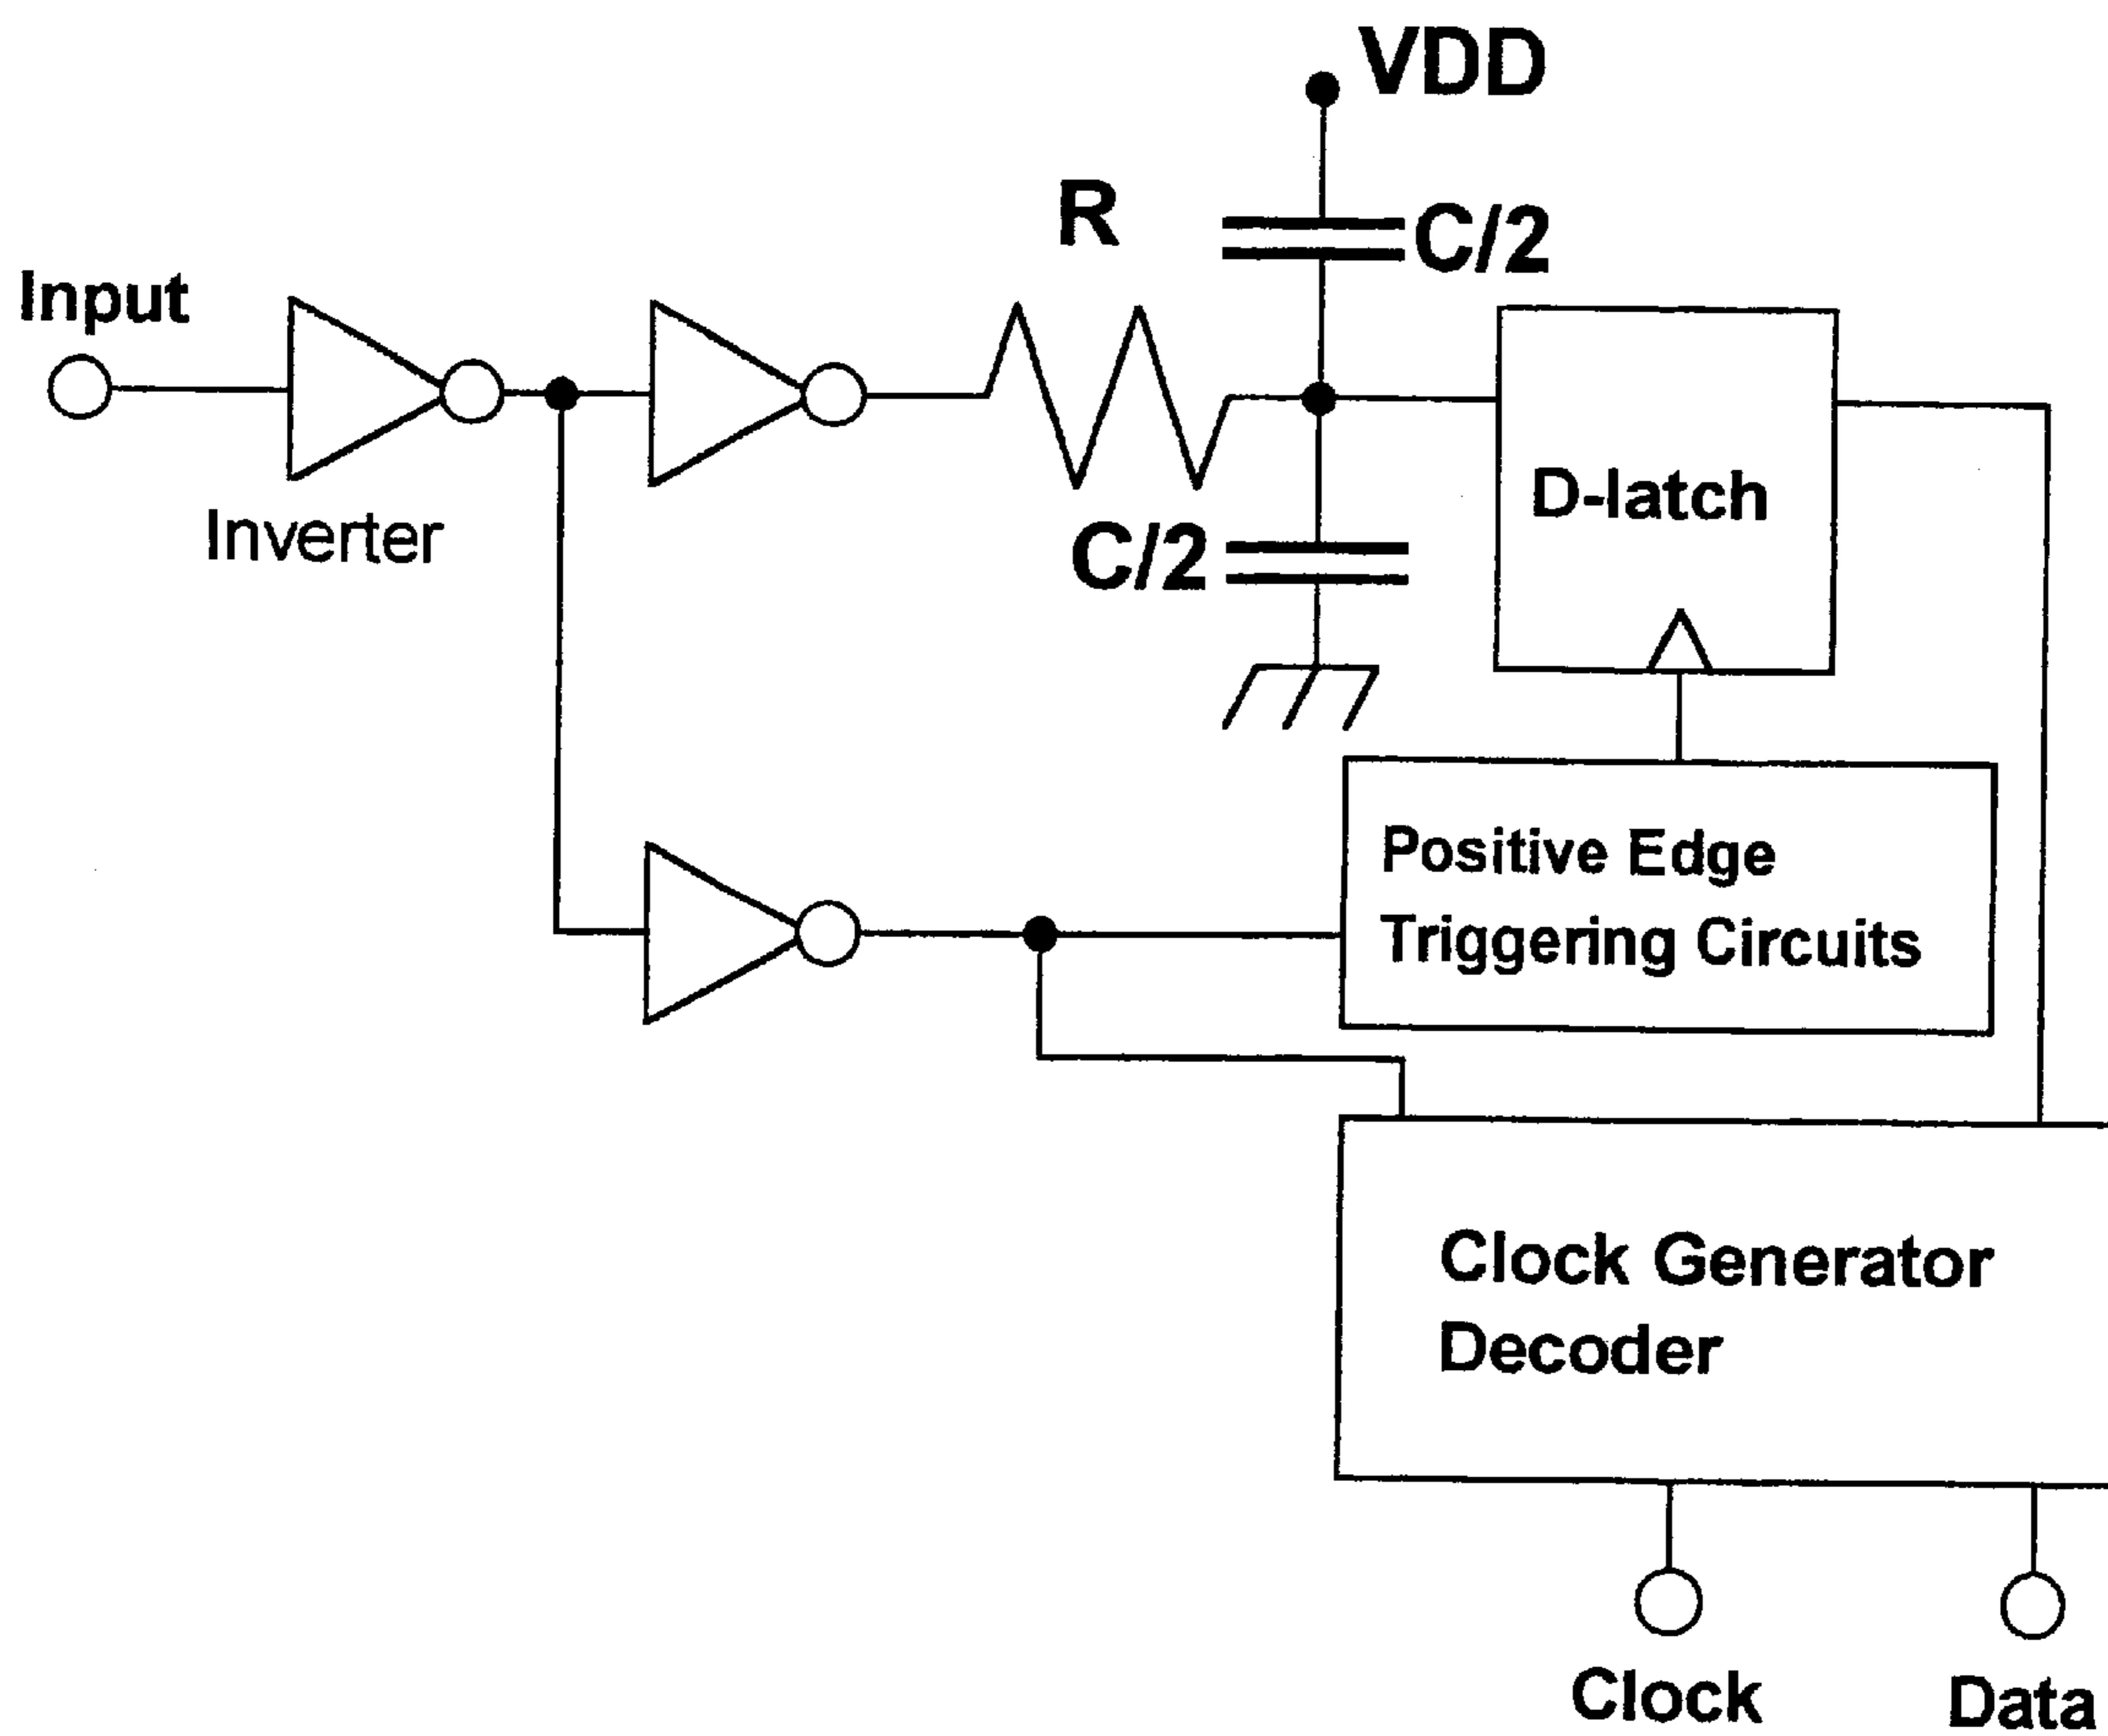 VDD
R
C/2
Input
Inverter
C/2
D-latch
Positive Edge
Triggering Circuits
Clock Generator
Decoder
Clock
Data